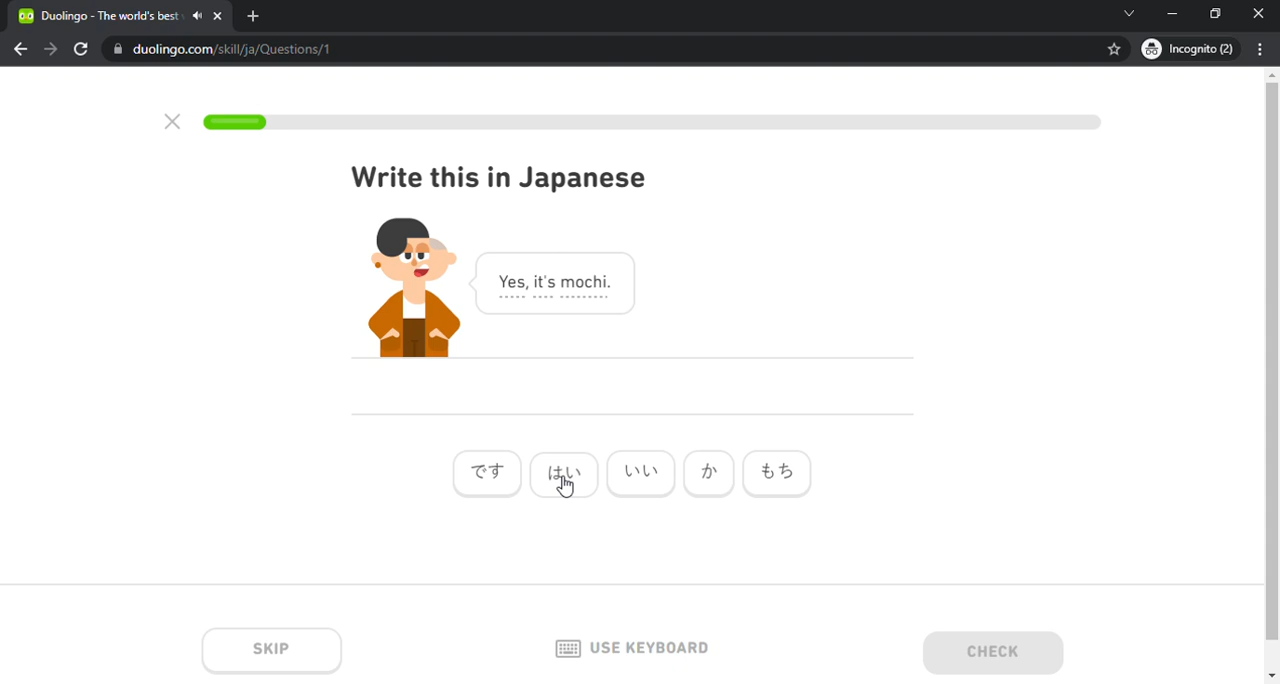 Duolingo - The world's best
duolingo.com/skill/ja/Questions/1
Incognito (2)
Write this in Japanese
Yes, it's mochi.
です はい いい か もち
SKIP
USE KEYBOARD
CHECK